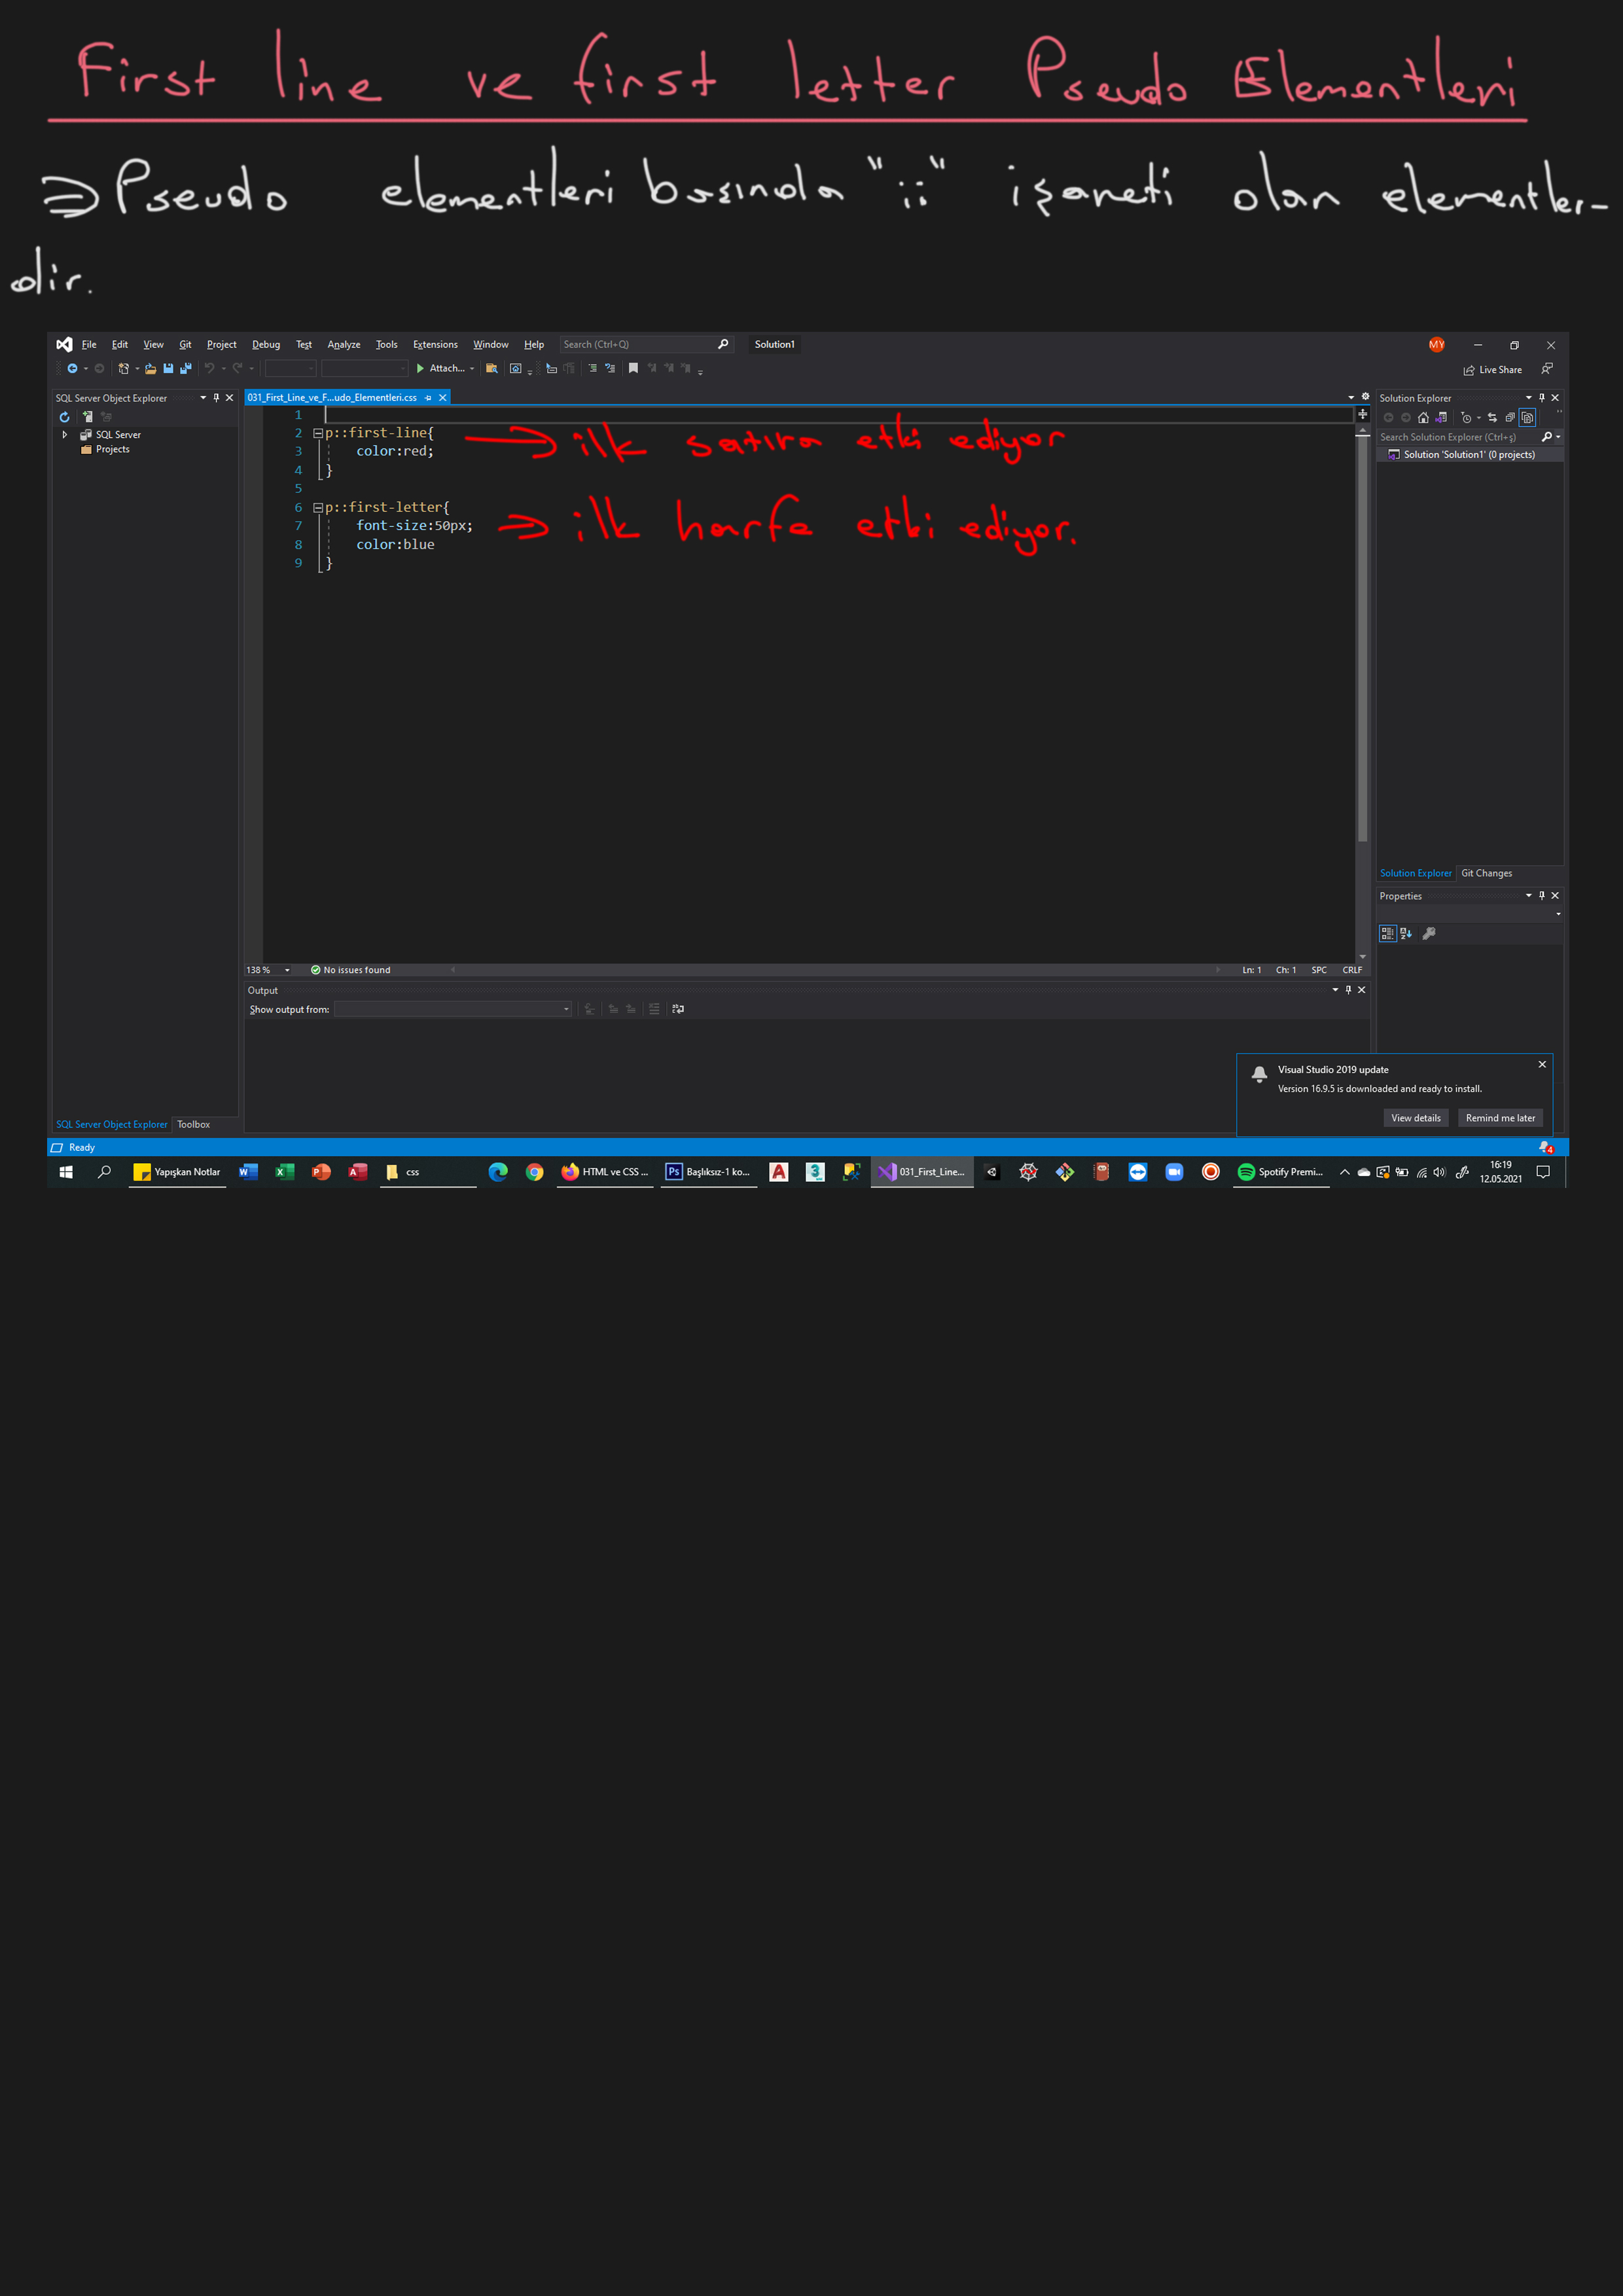 First line ve first letter Pseudo Elementleri
⇒ Pseudo elementleri başında "::" işareti olan elementler-
dir.
File Edit View Git Project Debug Test Analyze Tools Extensions Window Help Search (Ctrl+Q) Solution1 MY
Attach... Live Share
SQL Server Object Explorer
SQL Server
Projects
031_First_Line_ve_F...udo_Elementleri.css
1
2 p::first-line{ → ilk satıra etki ediyor
3 color:red;
4 }
5
6 p::first-letter{
7 font-size:50px; ⇒ ilk harfe etki ediyor.
8 color:blue
9 }
Solution Explorer
Search Solution Explorer (Ctrl+ş)
Solution 'Solution1' (0 projects)
Solution Explorer Git Changes
Properties
138 % No issues found Ln: 1 Ch: 1 SPC CRLF
Output
Show output from:
Visual Studio 2019 update
Version 16.9.5 is downloaded and ready to install.
View details Remind me later
SQL Server Object Explorer Toolbox
Ready 4
Yapışkan Notlar css HTML ve CSS ... Başlıksız-1 ko... 031_First_Line... Spotify Premi... 16:19
12.05.2021